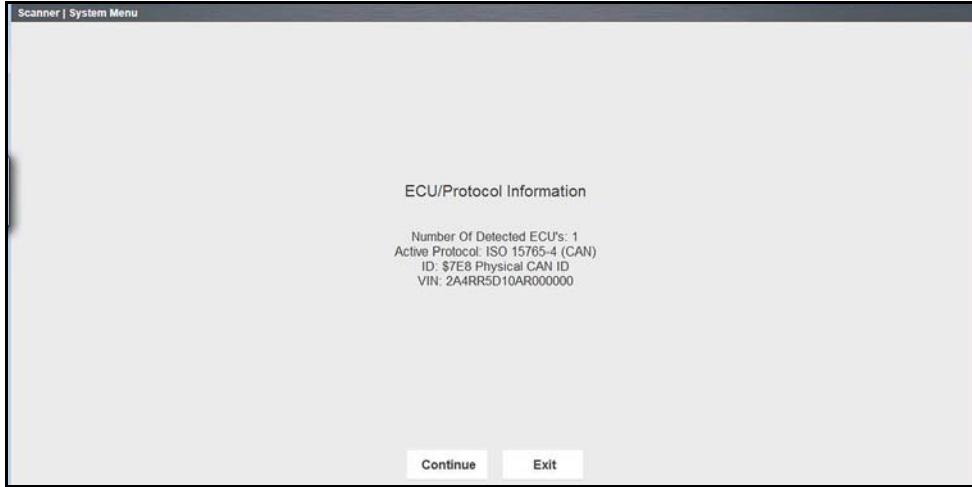 Scanner | System Menu
ECU/Protocol Information
Number Of Detected ECU's: 1
Active Protocol: ISO 15765-4 (CAN)
ID: $7E8 Physical CAN ID
VIN: 2A4RR5D10AR000000
Continue Exit